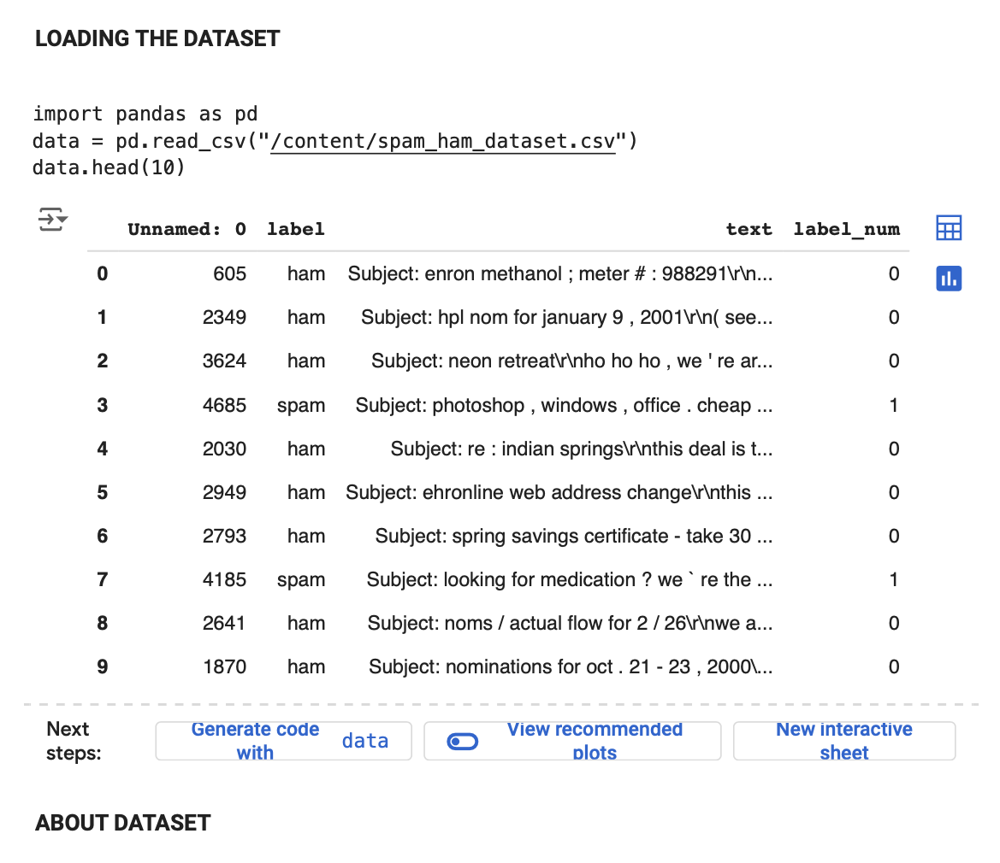 LOADING THE DATASET
import pandas as pd
data = pd.read_csv("/content/spam_ham_dataset.csv")
data.head(10)
Unnamed: 0 label text label_num
0 605 ham Subject: enron methanol ; meter # : 988291\r\n... 0
1 2349 ham Subject: hpl nom for january 9 , 2001\r\n( see... 0
2 3624 ham Subject: neon retreat\r\nho ho ho , we ' re ar... 0
3 4685 spam Subject: photoshop , windows , office . cheap ... 1
4 2030 ham Subject: re : indian springs\r\nthis deal is t... 0
5 2949 ham Subject: ehronline web address change\r\nthis ... 0
6 2793 ham Subject: spring savings certificate - take 30 ... 0
7 4185 spam Subject: looking for medication ? we ` re the ... 1
8 2641 ham Subject: noms / actual flow for 2 / 26\r\nwe a... 0
9 1870 ham Subject: nominations for oct . 21 - 23 , 2000\... 0
Next steps:
Generate code with data
View recommended plots
New interactive sheet
ABOUT DATASET